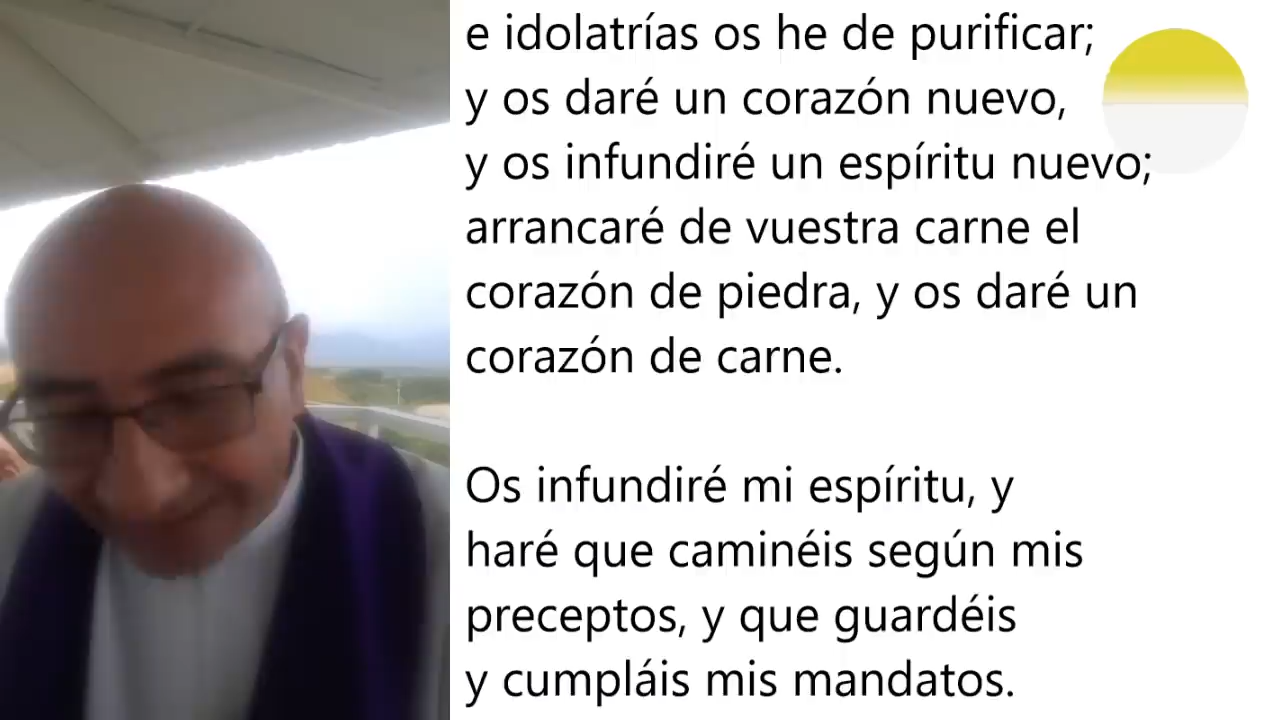 e idolatrías os he de purificar;
y os daré un corazón nuevo,
y os infundiré un espíritu nuevo;
arrancaré de vuestra carne el
corazón de piedra, y os daré un
corazón de carne.
Os infundiré mi espíritu, y
haré que caminéis según mis
preceptos, y que guardéis
y cumpláis mis mandatos.